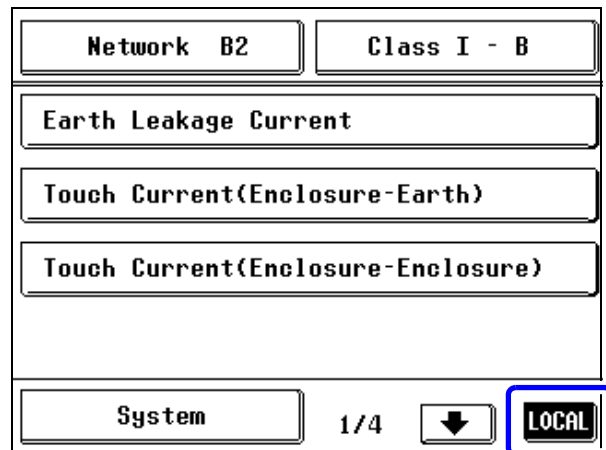 Network B2 Class I - B
Earth Leakage Current
Touch Current(Enclosure-Earth)
Touch Current(Enclosure-Enclosure)
System 1/4 LOCAL